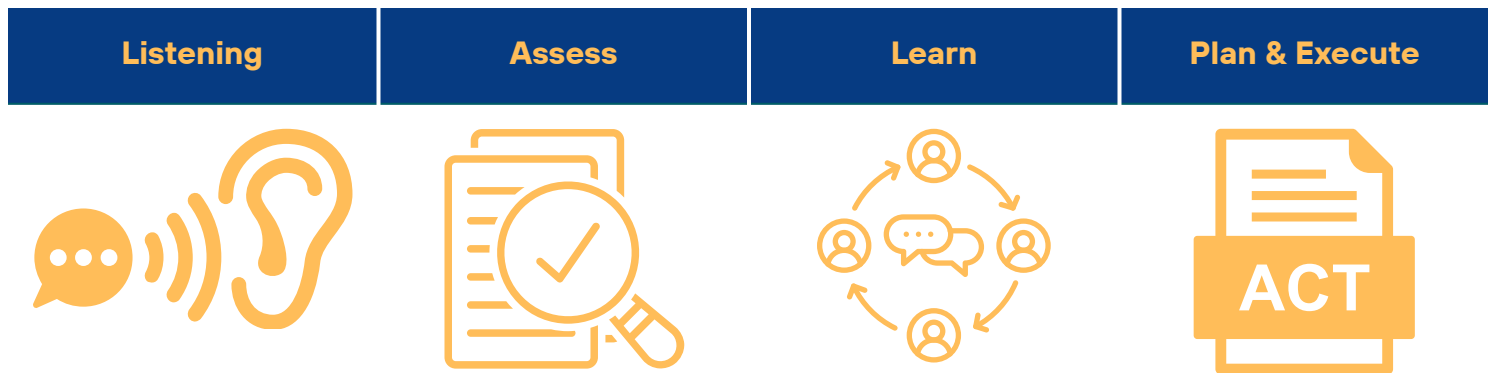 Listening
Assess
Learn
Plan & Execute
ACT